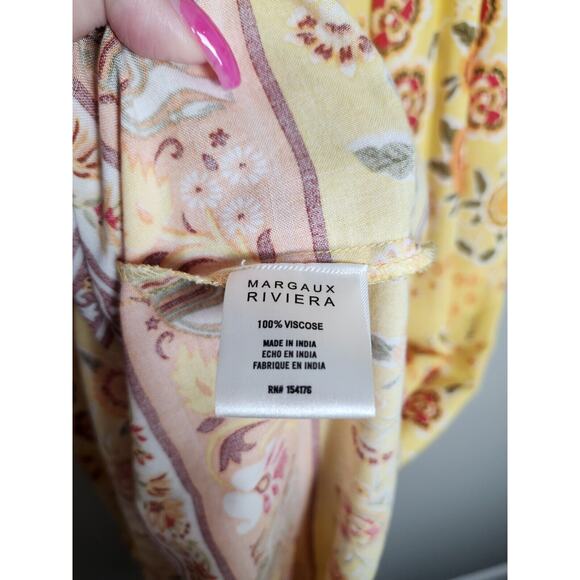 MARGAUX
RIVIERA
100% VISCOSE
MADE IN INDIA
ECHO EN INDIA
FABRIQUE EN INDIA
RN# 154176